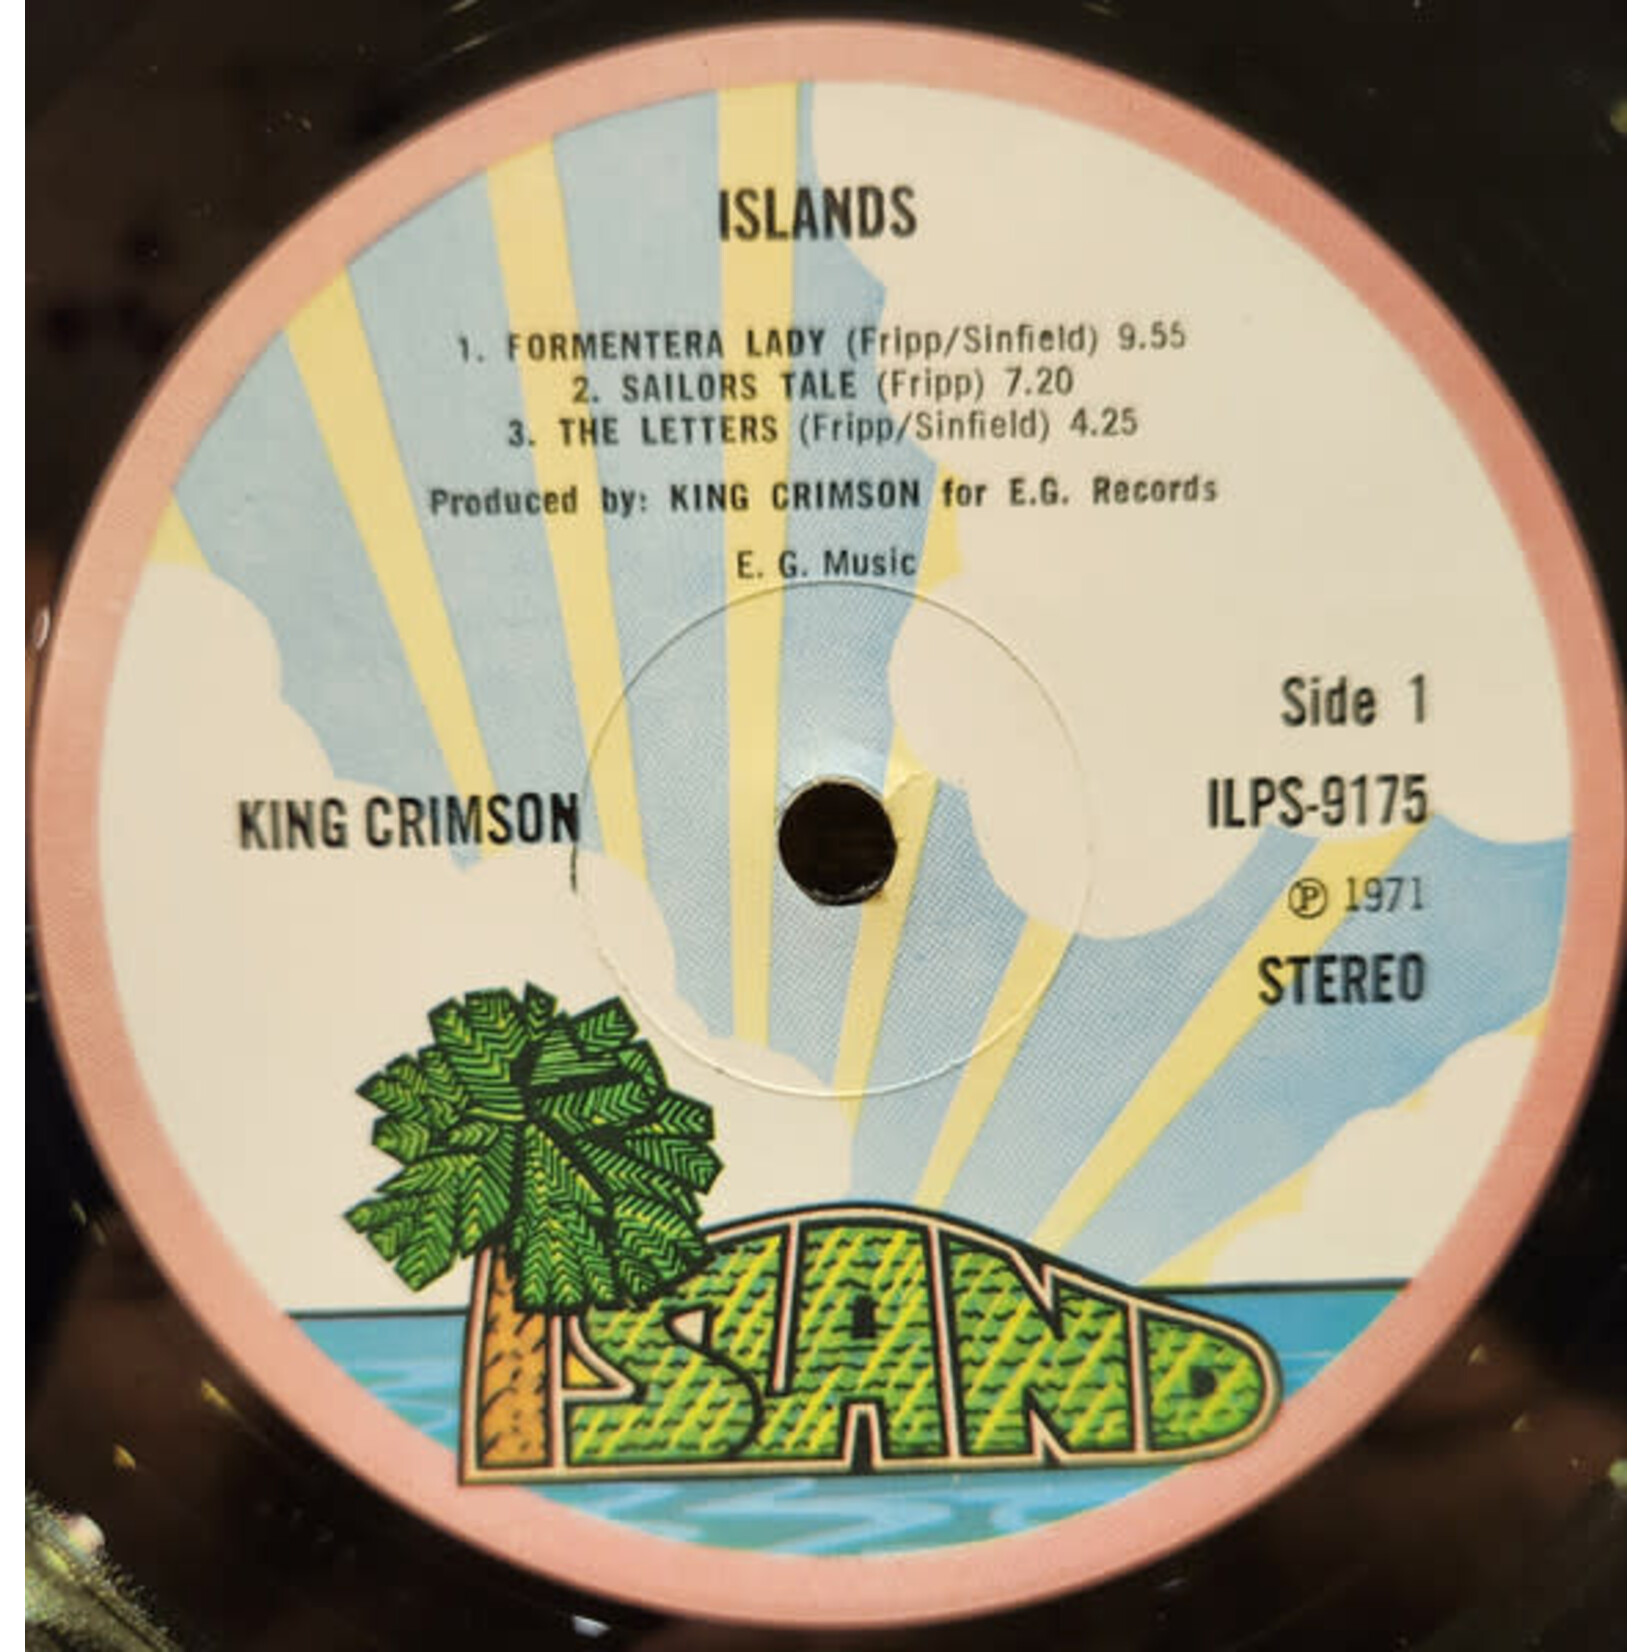 ISLANDS
1. FORMENTERA LADY (Fripp/Sinfield) 9.55
2. SAILORS TALE (Fripp) 7.20
3. THE LETTERS (Fripp/Sinfield) 4.25
Produced by: KING CRIMSON for E.G. Records
E. G. Music
Side 1
KING CRIMSON
ILPS-9175
℗ 1971
STEREO
ISLAND